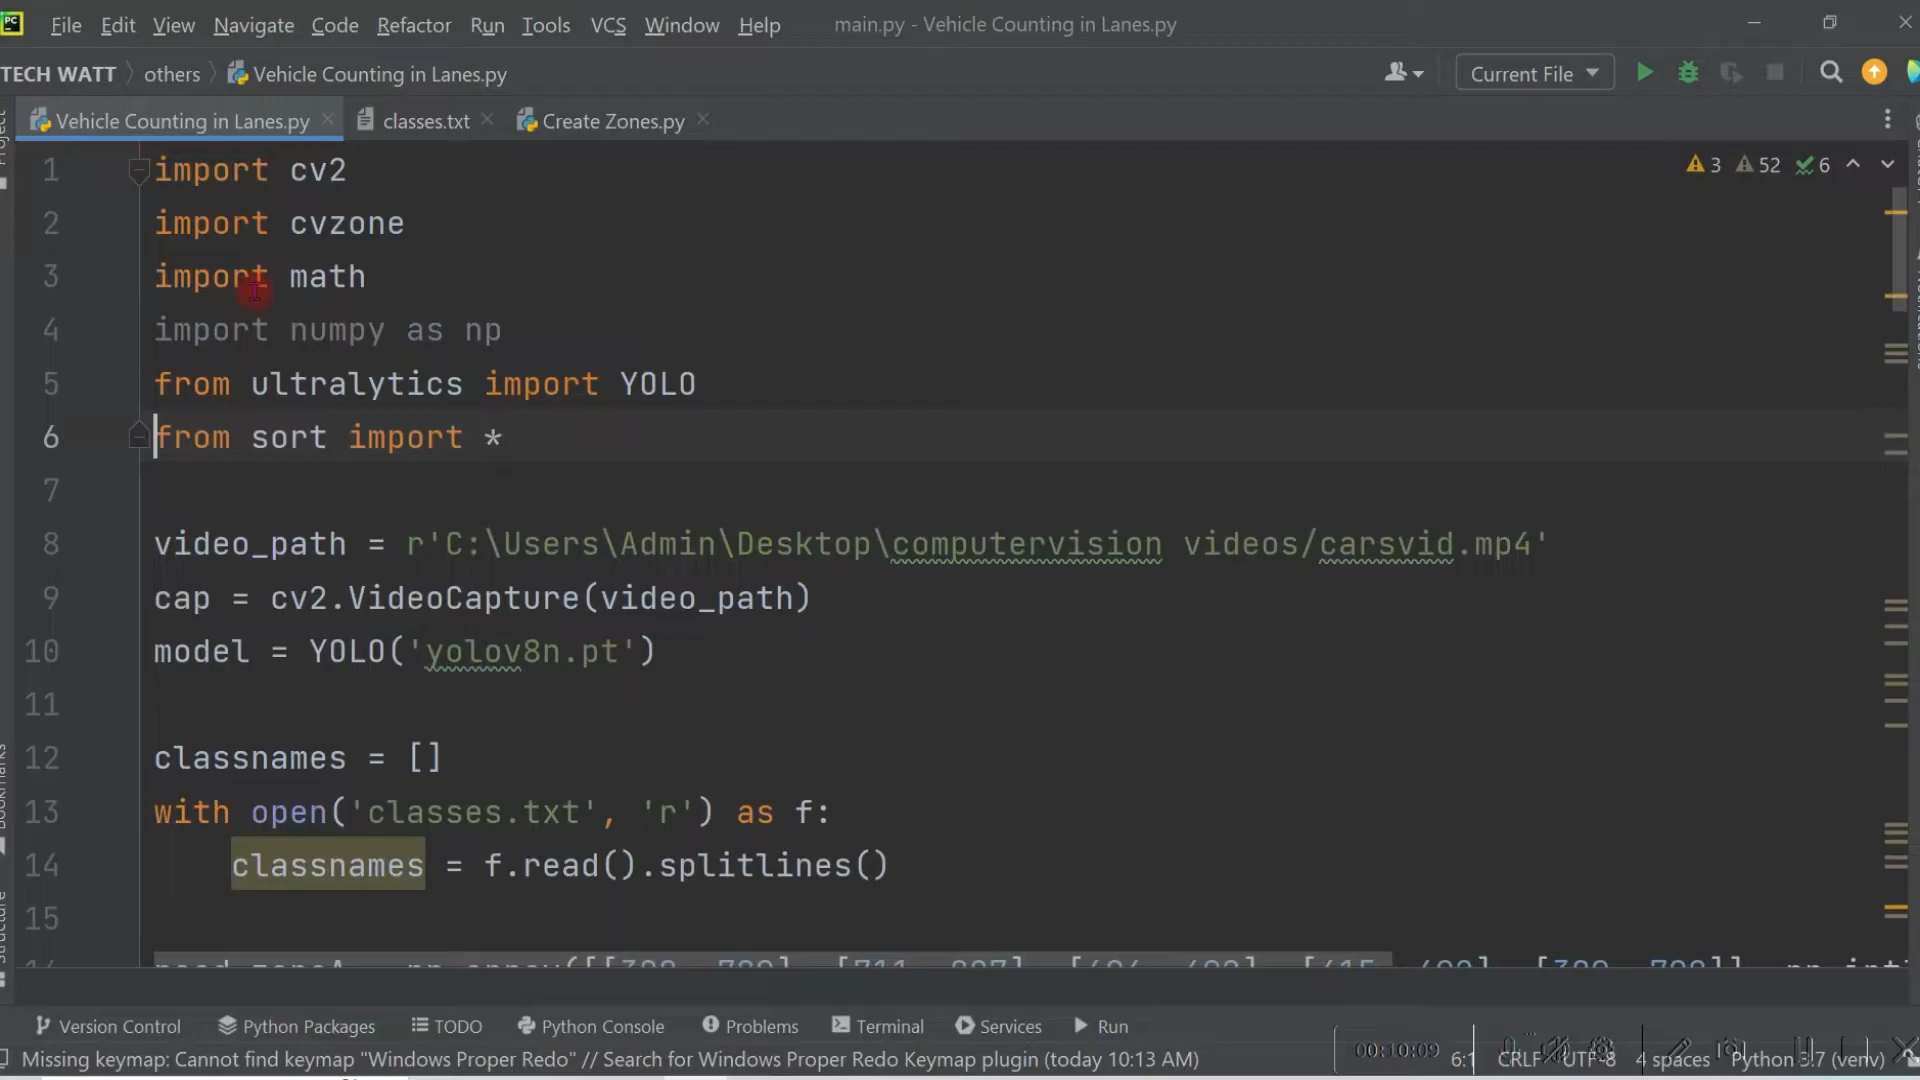 File Edit View Navigate Code Refactor Run Tools VCS Window Help main.py - Vehicle Counting in Lanes.py
TECH WATT others Vehicle Counting in Lanes.py Current File
Vehicle Counting in Lanes.py classes.txt Create Zones.py
3 52 6
1 import cv2
2 import cvzone
3 import math
4 import numpy as np
5 from ultralytics import YOLO
6 from sort import *
7
8 video_path = r'C:\Users\Admin\Desktop\computervision videos/carsvid.mp4'
9 cap = cv2.VideoCapture(video_path)
10 model = YOLO('yolov8n.pt')
11
12 classnames = []
13 with open('classes.txt', 'r') as f:
14 classnames = f.read().splitlines()
15
Bookmarks
Structure
Version Control Python Packages TODO Python Console Problems Terminal Services Run
Missing keymap: Cannot find keymap "Windows Proper Redo" // Search for Windows Proper Redo Keymap plugin (today 10:13 AM) 00:10:09 6:1 CRLF UTF-8 4 spaces Python 3.7 (venv)